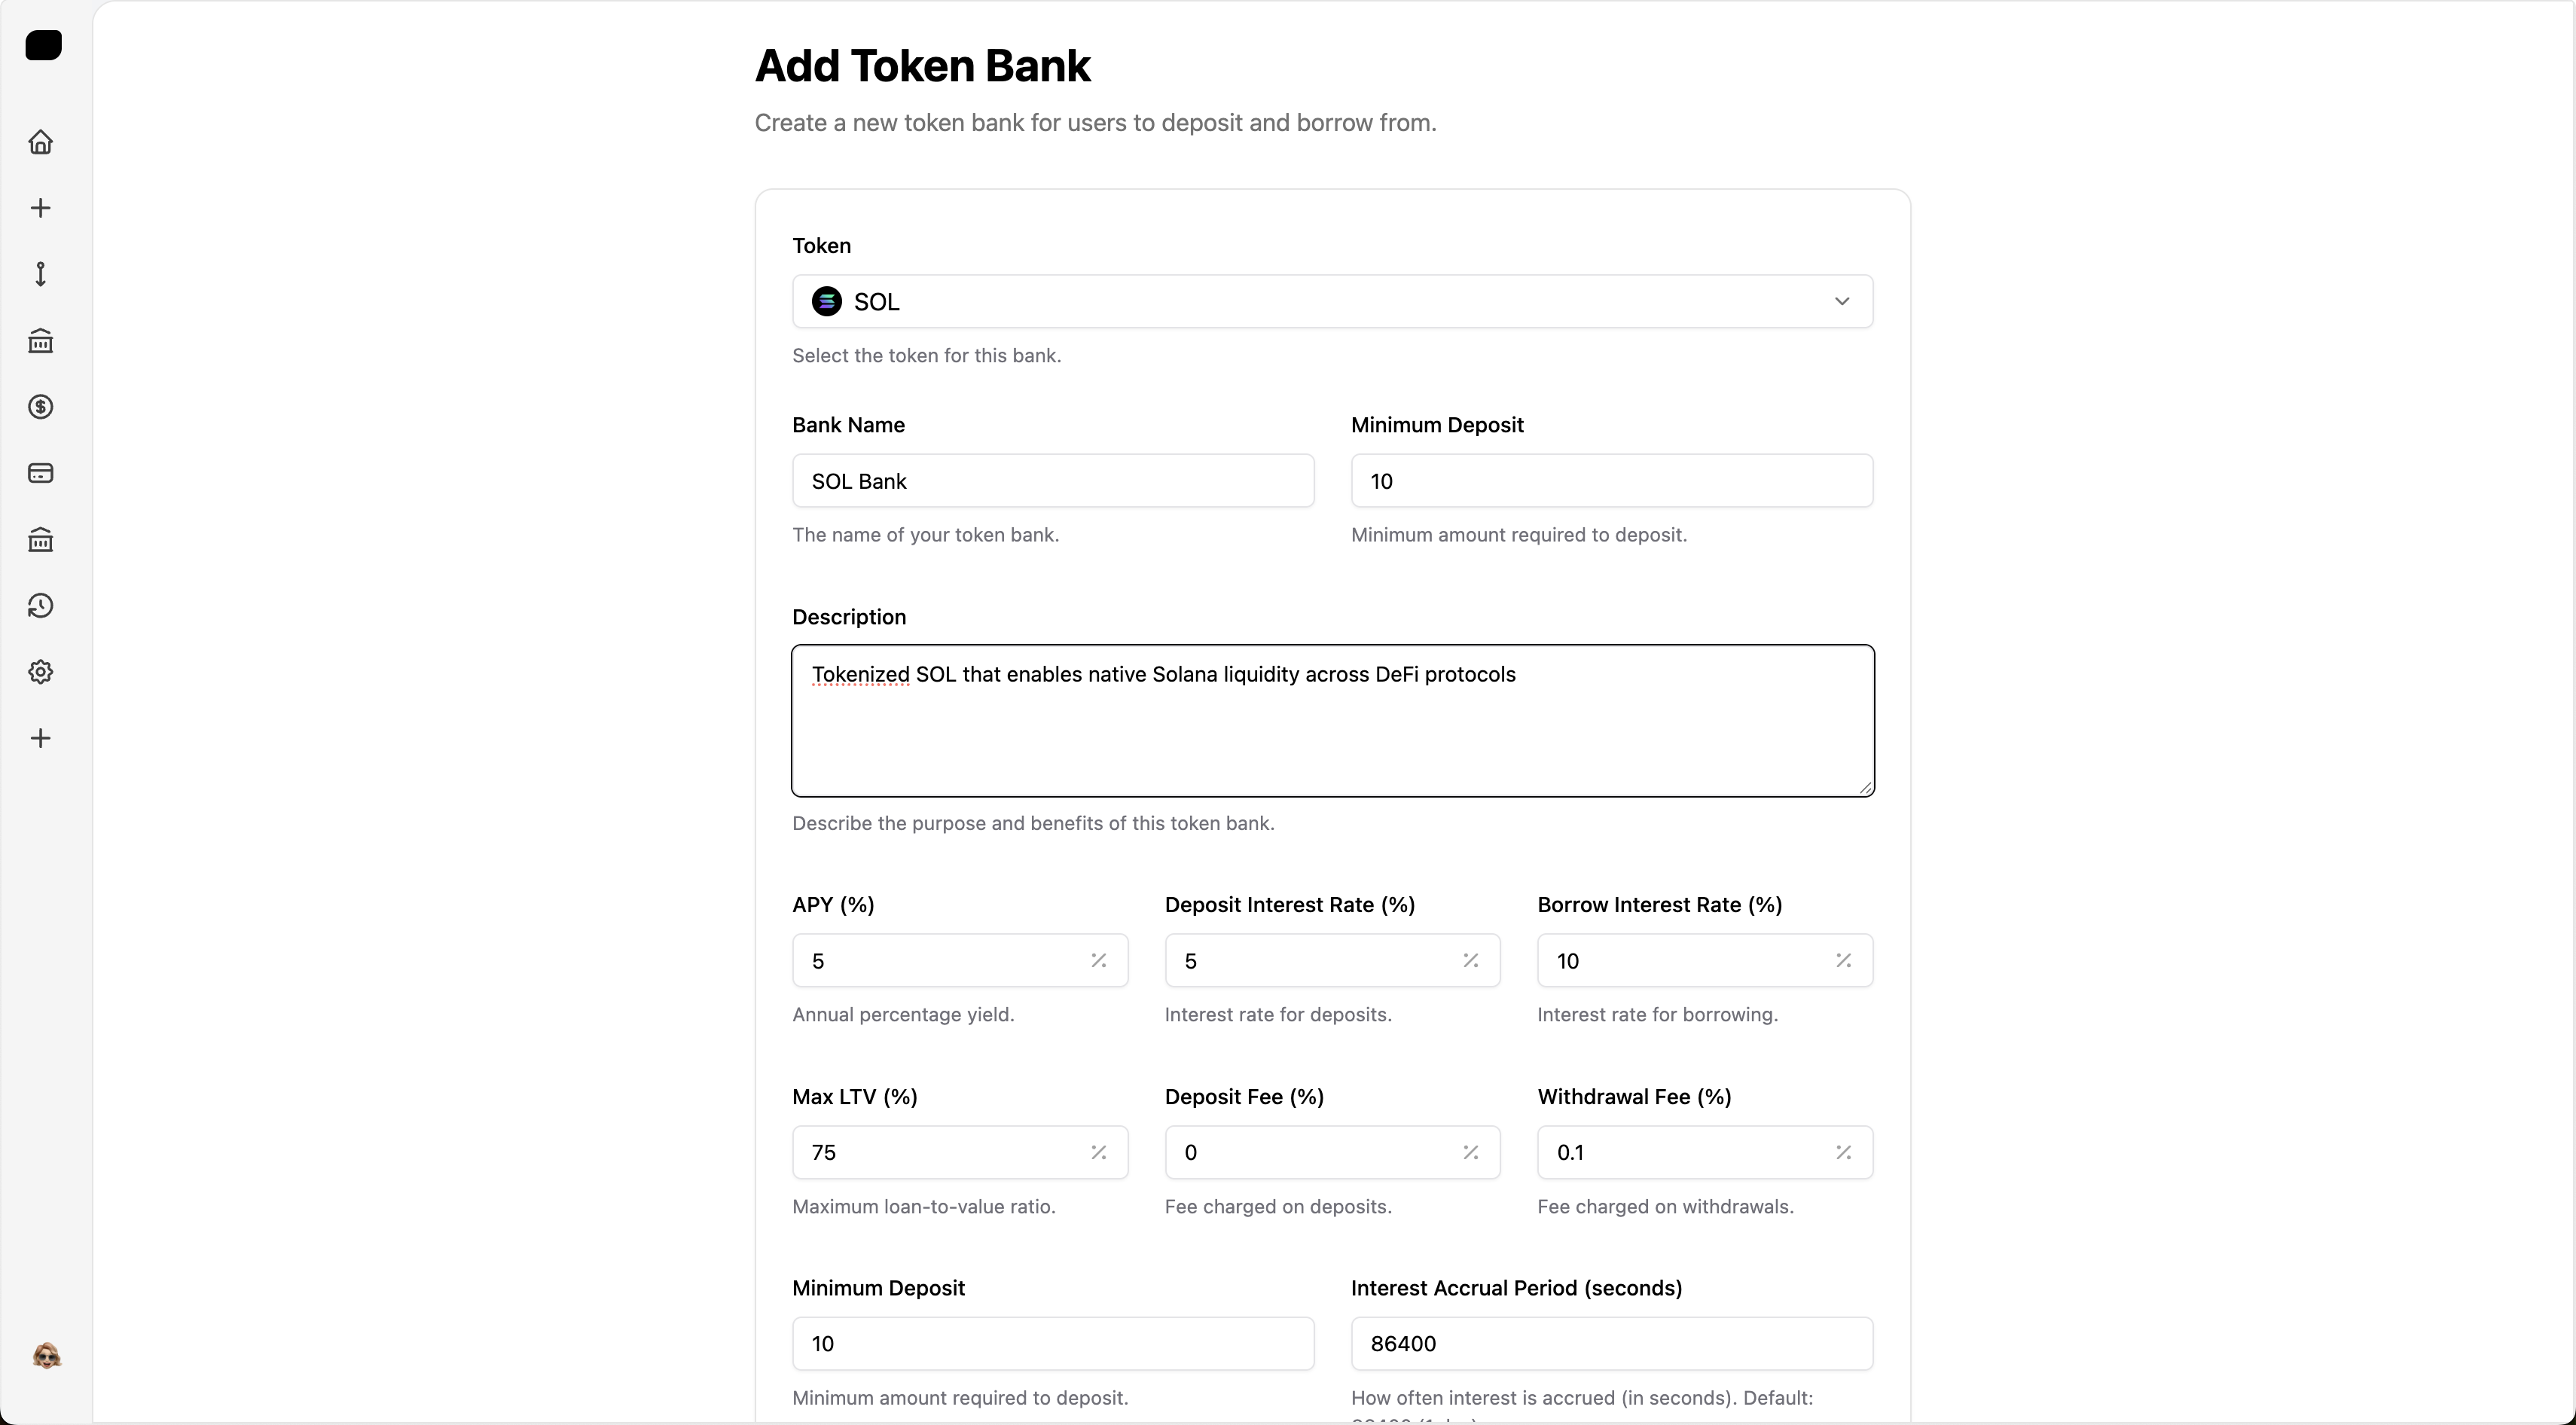 Add Token Bank
Create a new token bank for users to deposit and borrow from.
Token
SOL
Select the token for this bank.
Bank Name
Minimum Deposit
SOL Bank
10
The name of your token bank.
Minimum amount required to deposit.
Description
Tokenized SOL that enables native Solana liquidity across DeFi protocols
Describe the purpose and benefits of this token bank.
APY (%)
Deposit Interest Rate (%)
Borrow Interest Rate (%)
5
5
10
Annual percentage yield.
Interest rate for deposits.
Interest rate for borrowing.
Max LTV (%)
Deposit Fee (%)
Withdrawal Fee (%)
75
0
0.1
Maximum loan-to-value ratio.
Fee charged on deposits.
Fee charged on withdrawals.
Minimum Deposit
Interest Accrual Period (seconds)
10
86400
Minimum amount required to deposit.
How often interest is accrued (in seconds). Default: